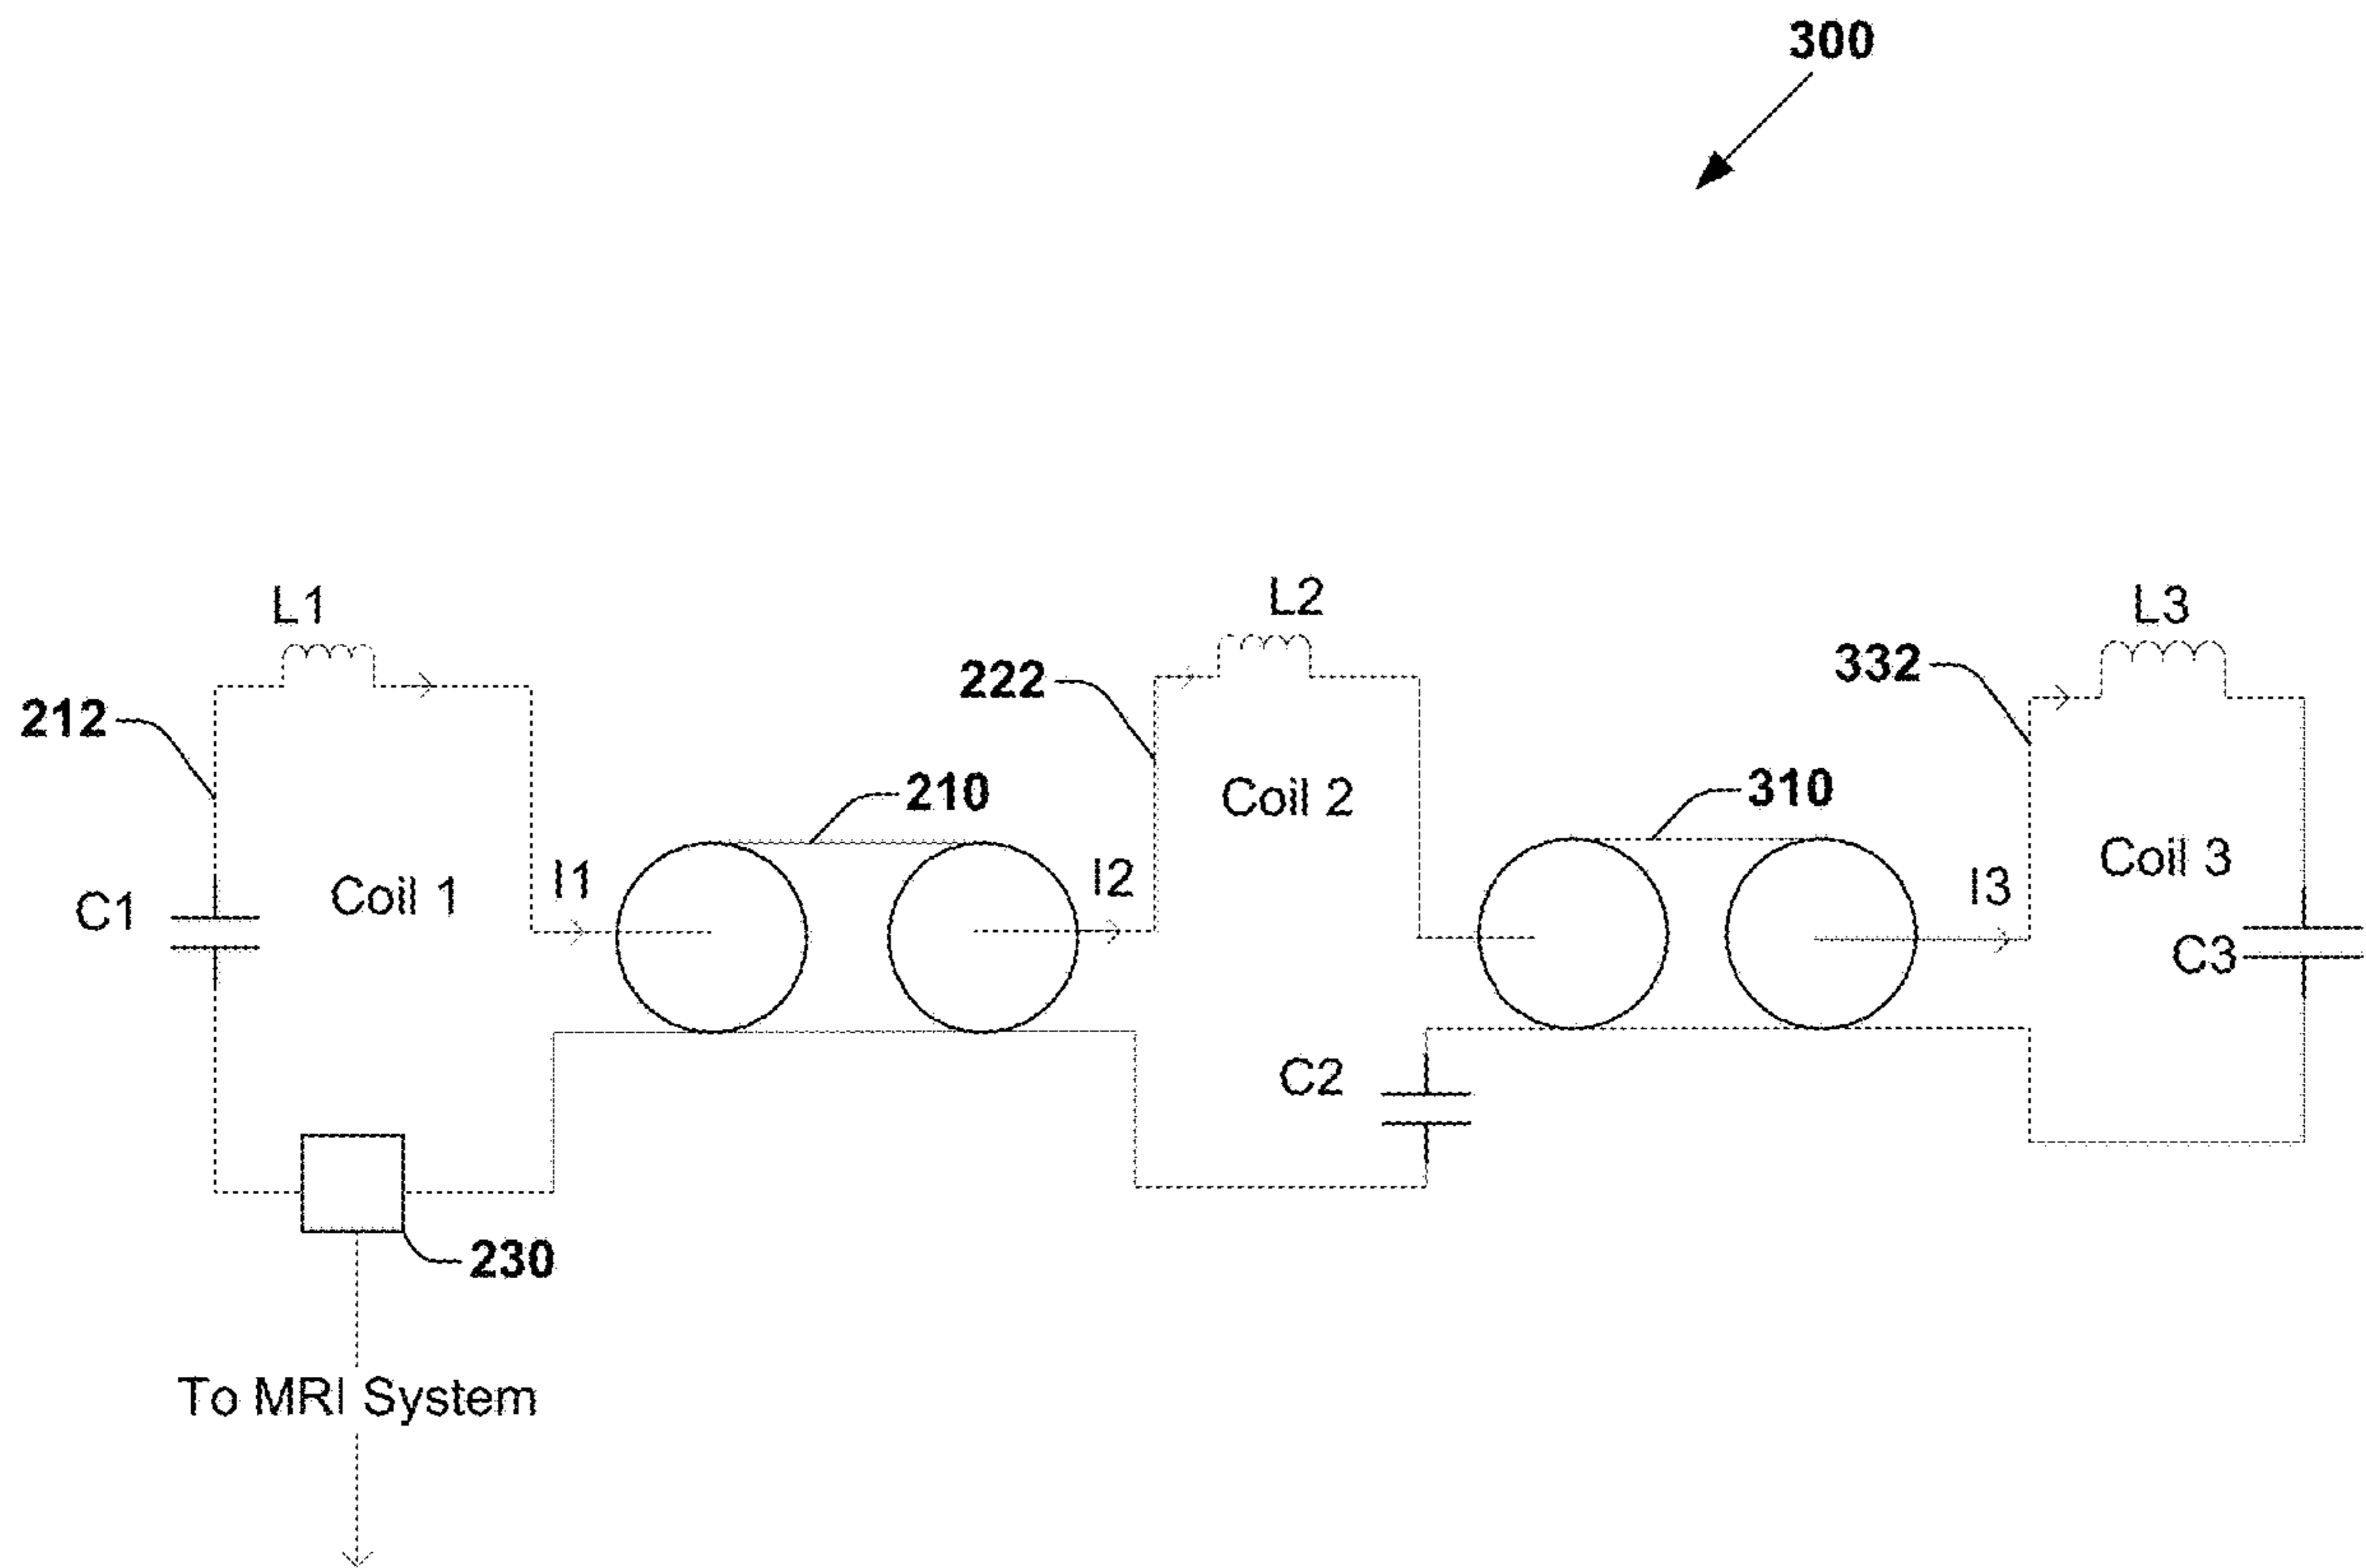 300
L1
L2
L3
222
332
212
210
Coil 2
310
C1
Coil 1
I1
I2
I3
Coil 3
C3
C2
230
To MRI System